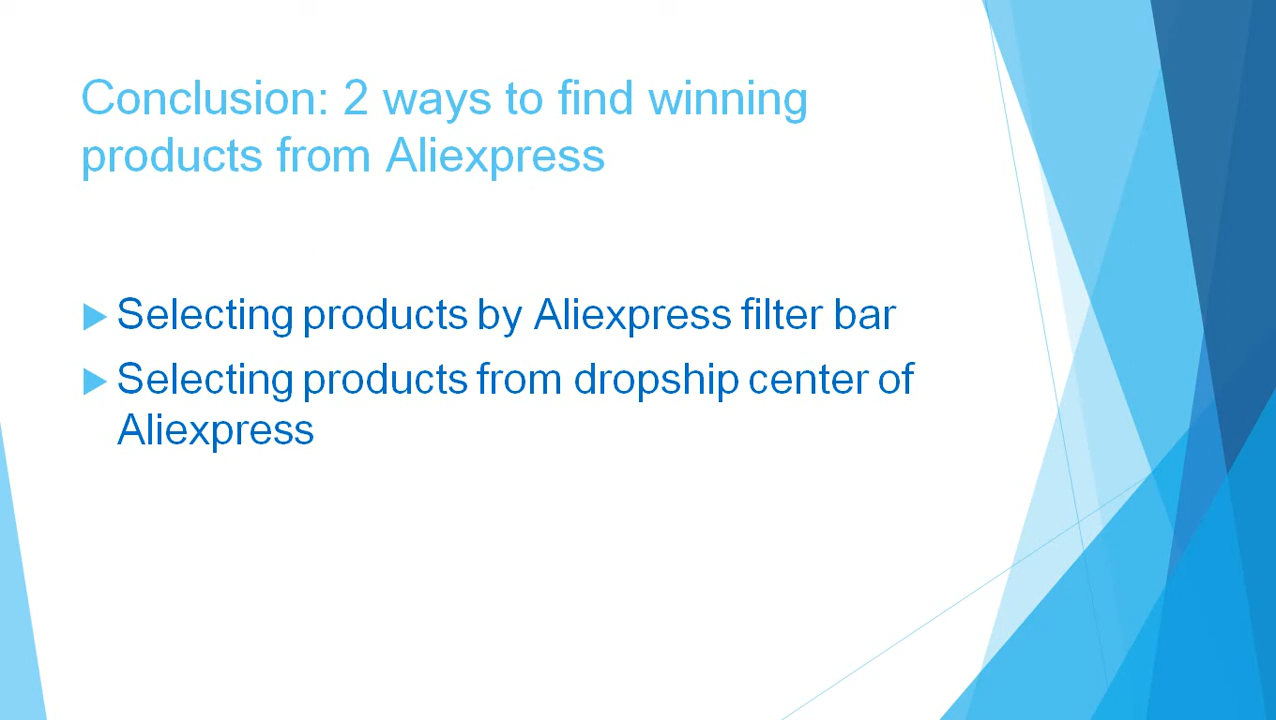 Conclusion: 2 ways to find winning
products from Aliexpress
Selecting products by Aliexpress filter bar
Selecting products from dropship center of
Aliexpress